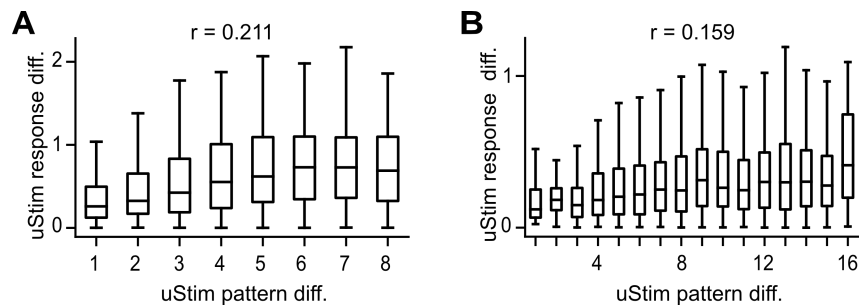 A
r = 0.211
uStim response diff.
2
1
0
1 2 3 4 5 6 7 8
uStim pattern diff.
B
r = 0.159
uStim response diff.
1
0
4 8 12 16
uStim pattern diff.